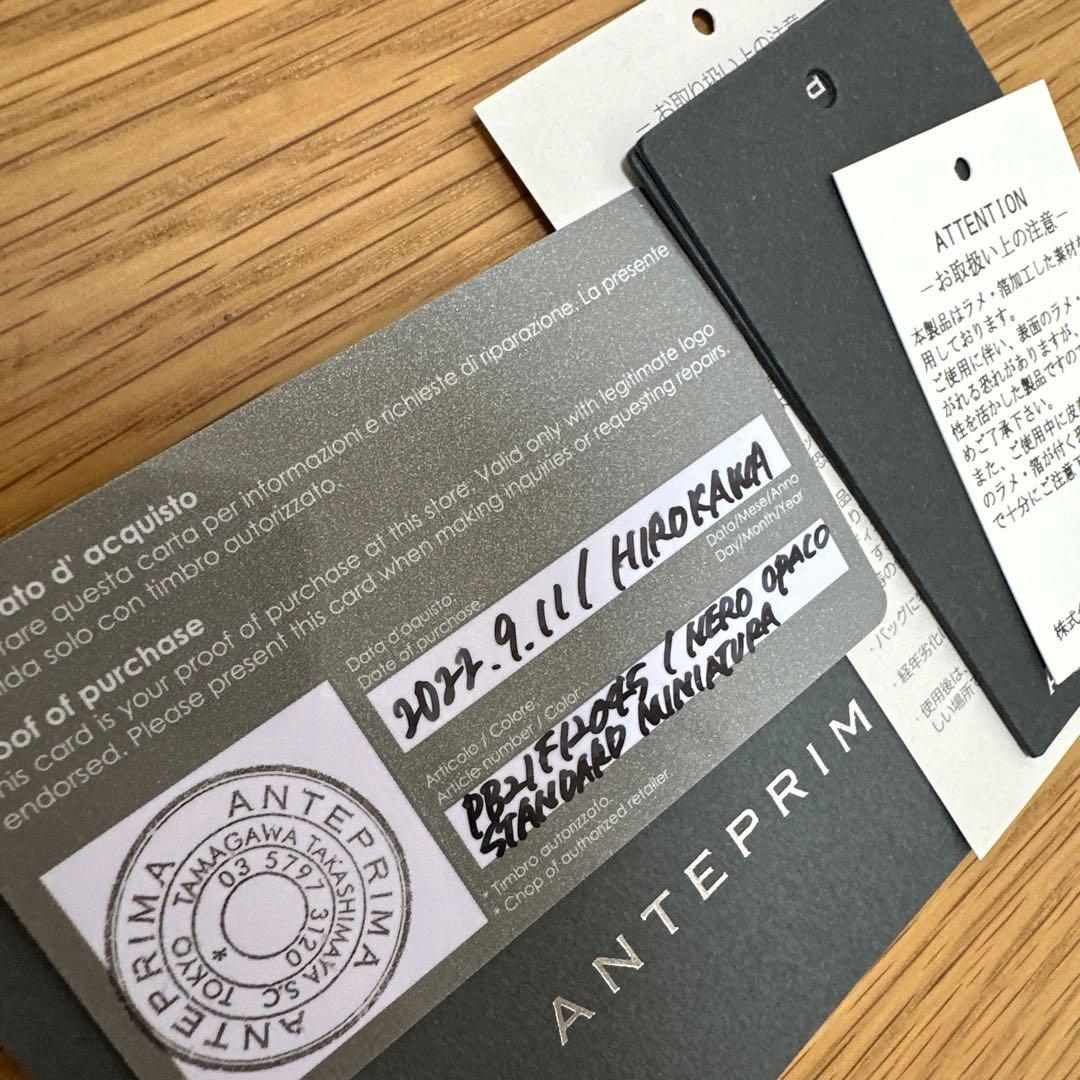 ato d' acquisto
fare questa carta per informazioni e richieste di riparazione. La presente
lida solo con timbro autorizzato.
oof of purchase
his card is your proof of purchase at this store. Valid only with legitimate logo
endorsed. Please present this card when making inquiries or requesting repairs.
Data d'acquisto:
Date of purchase:
2022.9.11 / HIROKAWA
Data/Mese/Anno
Day/Month/Year
Articolo / Colore:
Article-number / Color:
PB21F12045 / NERO OPACO
STANDARD MINIATURA
* Timbro autorizzato.
* Chop of authorized retailer.
ANTEPRIMA ANTEPRIMA ANTEPRIMA
TAMAGAWA TAKASHIMAYA S.C TOKYO
03 5797 3120 *
ANTEPRIM
d
お取り扱い上の注意
ATTENTION
−お取扱い上の注意−
本製品はラメ・箔加工した素材
用しております。
ご使用に伴い、表面のラメ・
がれる恐れがありますが、
性を活かした製品ですの
めご了承下さい。
また、ご使用中に皮
のラメ・箔が付く
で十分にご注意下
株式
・バッグに
・経年劣化
・使用後は
しい場所